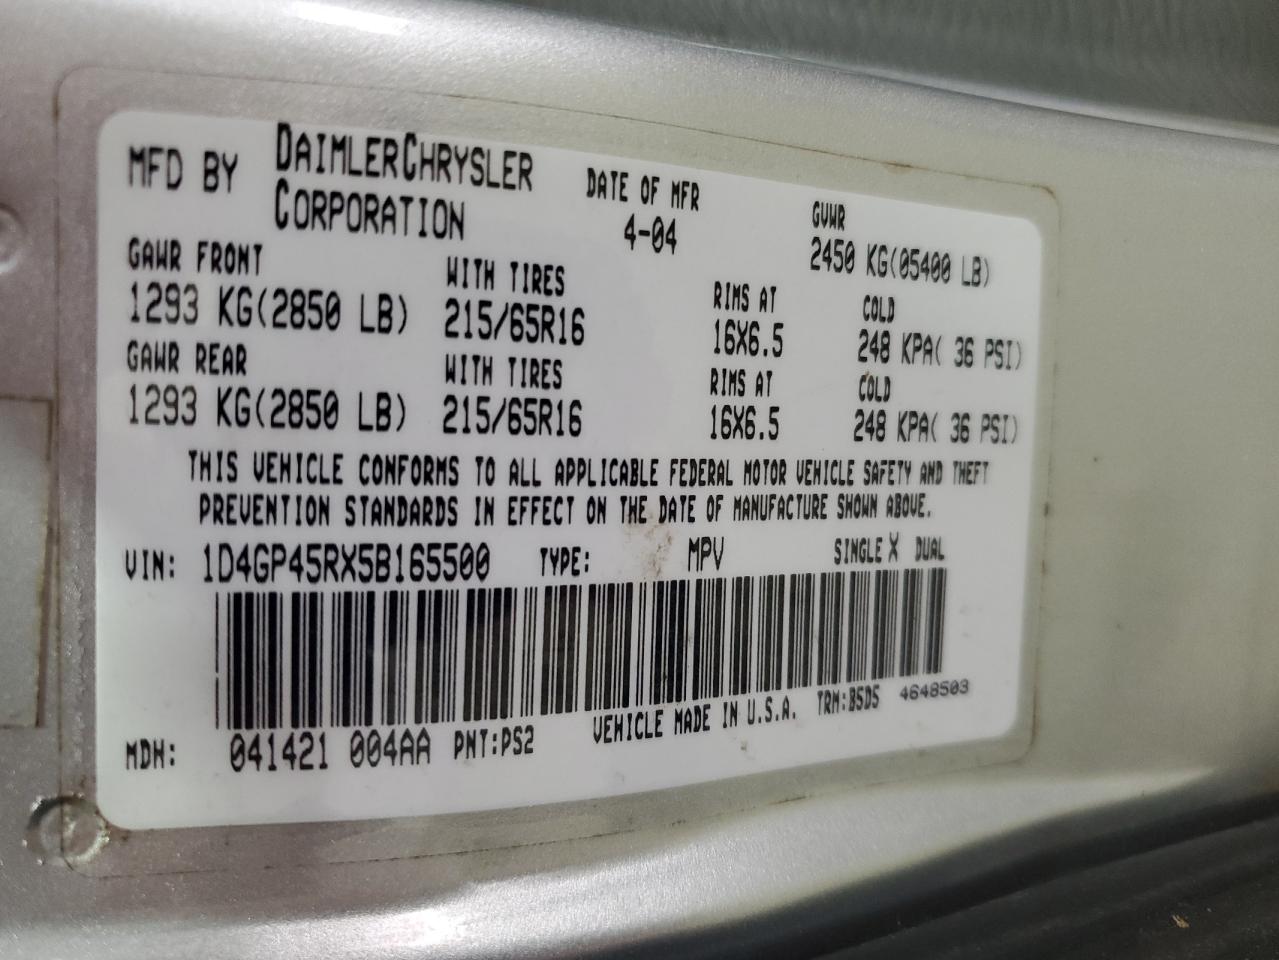 MFD BY DAIMLERCHRYSLER CORPORATION
DATE OF MFR 4-04
GVWR 2450 KG(05400 LB)
GAWR FRONT WITH TIRES RIMS AT COLD
1293 KG(2850 LB) 215/65R16 16X6.5 248 KPA( 36 PSI)
GAWR REAR WITH TIRES RIMS AT COLD
1293 KG(2850 LB) 215/65R16 16X6.5 248 KPA( 36 PSI)
THIS VEHICLE CONFORMS TO ALL APPLICABLE FEDERAL MOTOR VEHICLE SAFETY AND THEFT
PREVENTION STANDARDS IN EFFECT ON THE DATE OF MANUFACTURE SHOWN ABOVE.
VIN: 1D4GP45RX5B165500 TYPE: MPV SINGLE X DUAL
MDH: 041421 004AA PNT:PS2 VEHICLE MADE IN U.S.A. TRM:B5D5 4648503